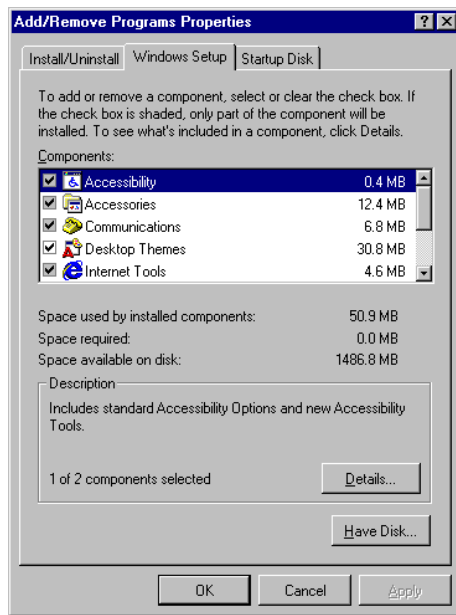 Add/Remove Programs Properties
Install/Uninstall Windows Setup Startup Disk
To add or remove a component, select or clear the check box. If
the check box is shaded, only part of the component will be
installed. To see what's included in a component, click Details.
Components:
Accessibility 0.4 MB
Accessories 12.4 MB
Communications 6.8 MB
Desktop Themes 30.8 MB
Internet Tools 4.6 MB
Space used by installed components: 50.9 MB
Space required: 0.0 MB
Space available on disk: 1486.8 MB
Description
Includes standard Accessibility Options and new Accessibility
Tools.
1 of 2 components selected Details...
Have Disk...
OK Cancel Apply